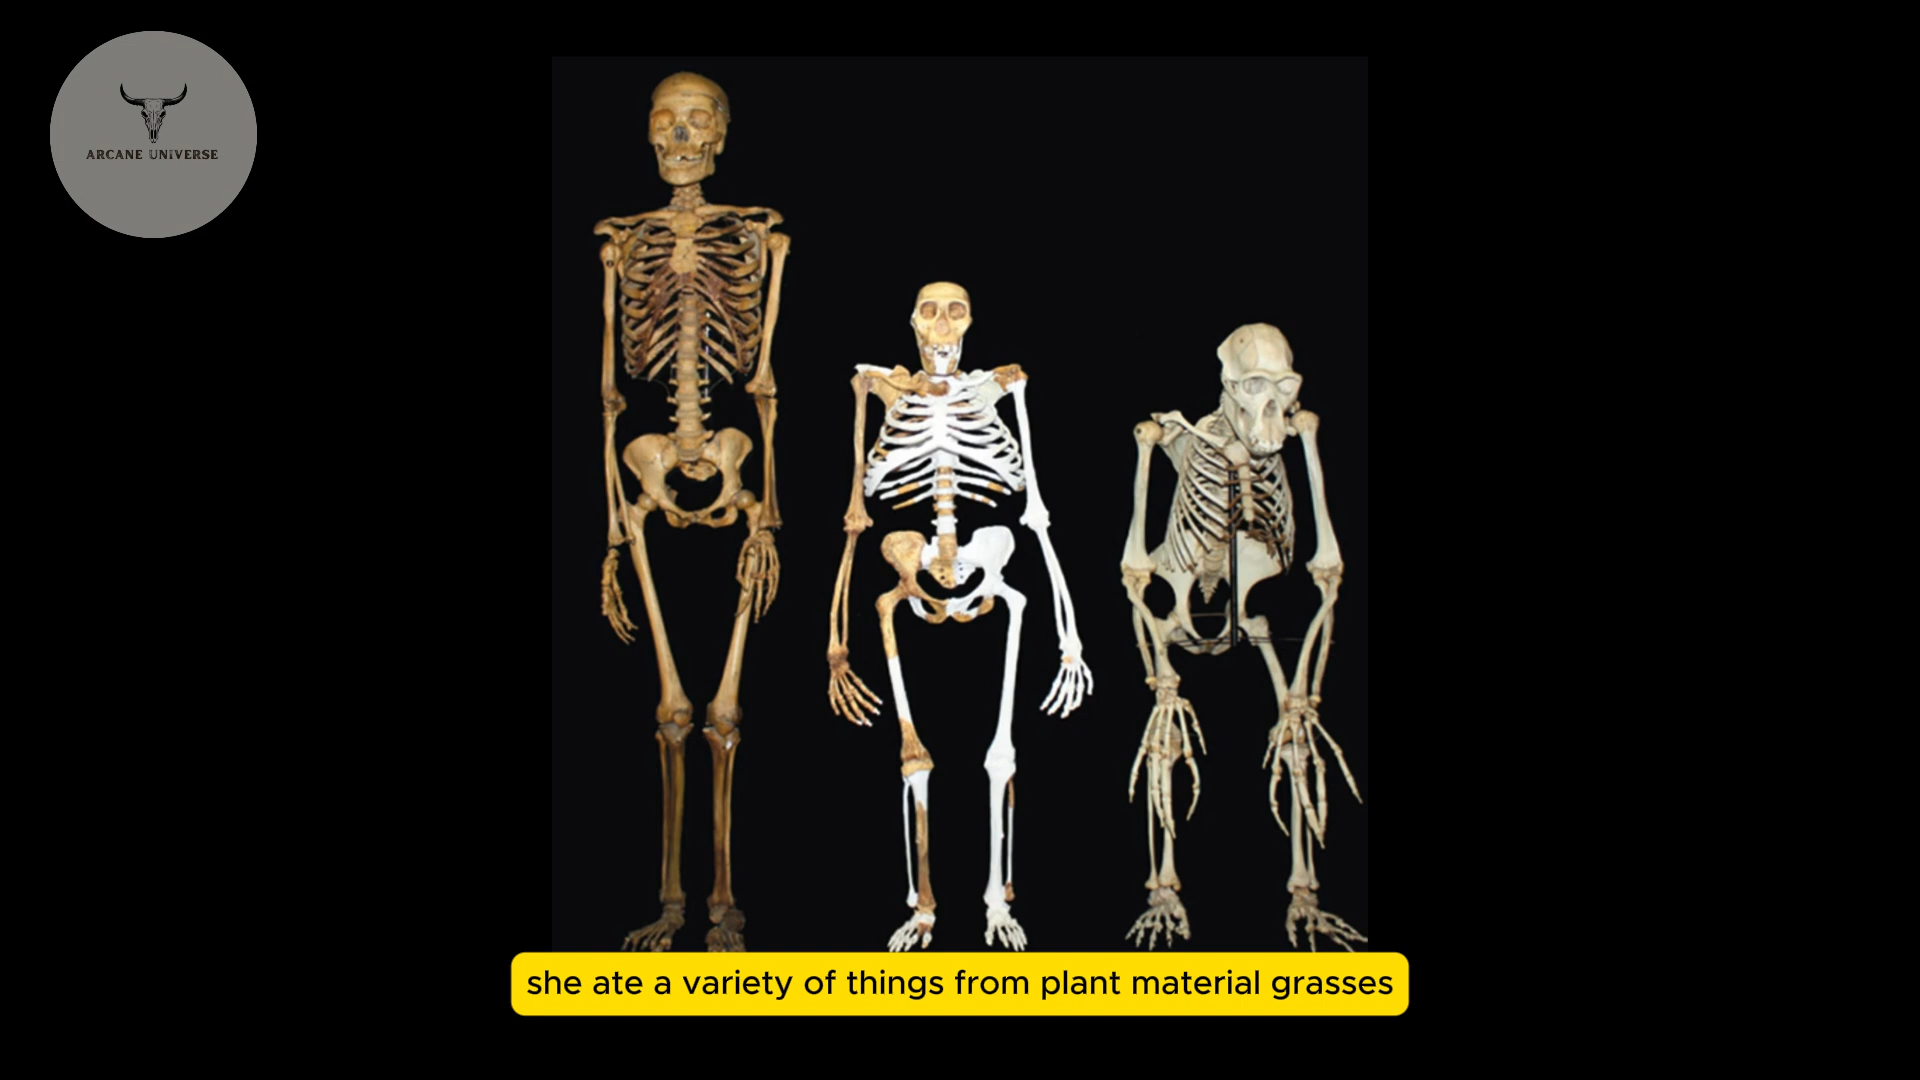 ARCANE UNIVERSE
she ate a variety of things from plant material grasses